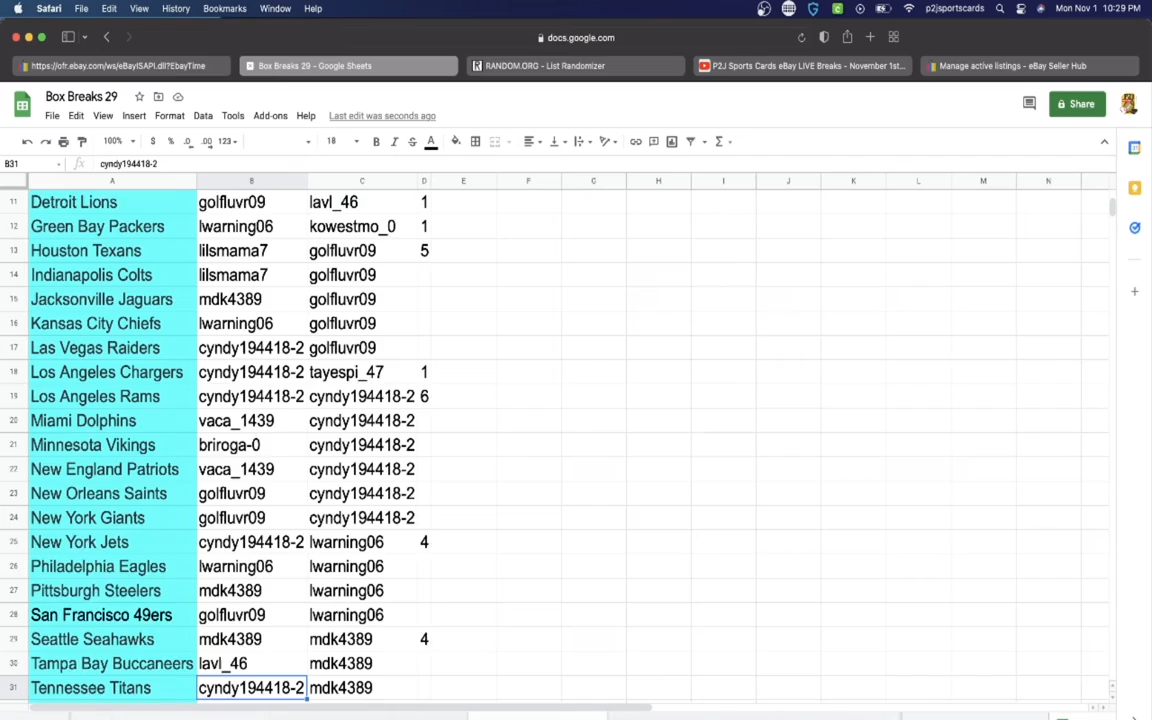 Safari File Edit View History Bookmarks Window Help p2jsportscards Mon Nov 1 10:29 PM
docs.google.com
https://ofr.ebay.com/ws/eBayISAPI.dll?EbayTime Box Breaks 29 - Google Sheets RANDOM.ORG - List Randomizer P2J Sports Cards eBay LIVE Breaks - November 1st... Manage active listings - eBay Seller Hub
Box Breaks 29
File Edit View Insert Format Data Tools Add-ons Help Last edit was seconds ago
Share
100% $ % .0 .00 123 18 B I S A
B31 fx cyndy194418-2
A B C D E F G H I J K L M N
11 Detroit Lions golfluvr09 lavl_46 1
12 Green Bay Packers lwarning06 kowestmo_0 1
13 Houston Texans lilsmama7 golfluvr09 5
14 Indianapolis Colts lilsmama7 golfluvr09
15 Jacksonville Jaguars mdk4389 golfluvr09
16 Kansas City Chiefs lwarning06 golfluvr09
17 Las Vegas Raiders cyndy194418-2 golfluvr09
18 Los Angeles Chargers cyndy194418-2 tayespi_47 1
19 Los Angeles Rams cyndy194418-2 cyndy194418-2 6
20 Miami Dolphins vaca_1439 cyndy194418-2
21 Minnesota Vikings briroga-0 cyndy194418-2
22 New England Patriots vaca_1439 cyndy194418-2
23 New Orleans Saints golfluvr09 cyndy194418-2
24 New York Giants golfluvr09 cyndy194418-2
25 New York Jets cyndy194418-2 lwarning06 4
26 Philadelphia Eagles lwarning06 lwarning06
27 Pittsburgh Steelers mdk4389 lwarning06
28 San Francisco 49ers golfluvr09 lwarning06
29 Seattle Seahawks mdk4389 mdk4389 4
30 Tampa Bay Buccaneers lavl_46 mdk4389
31 Tennessee Titans cyndy194418-2 mdk4389